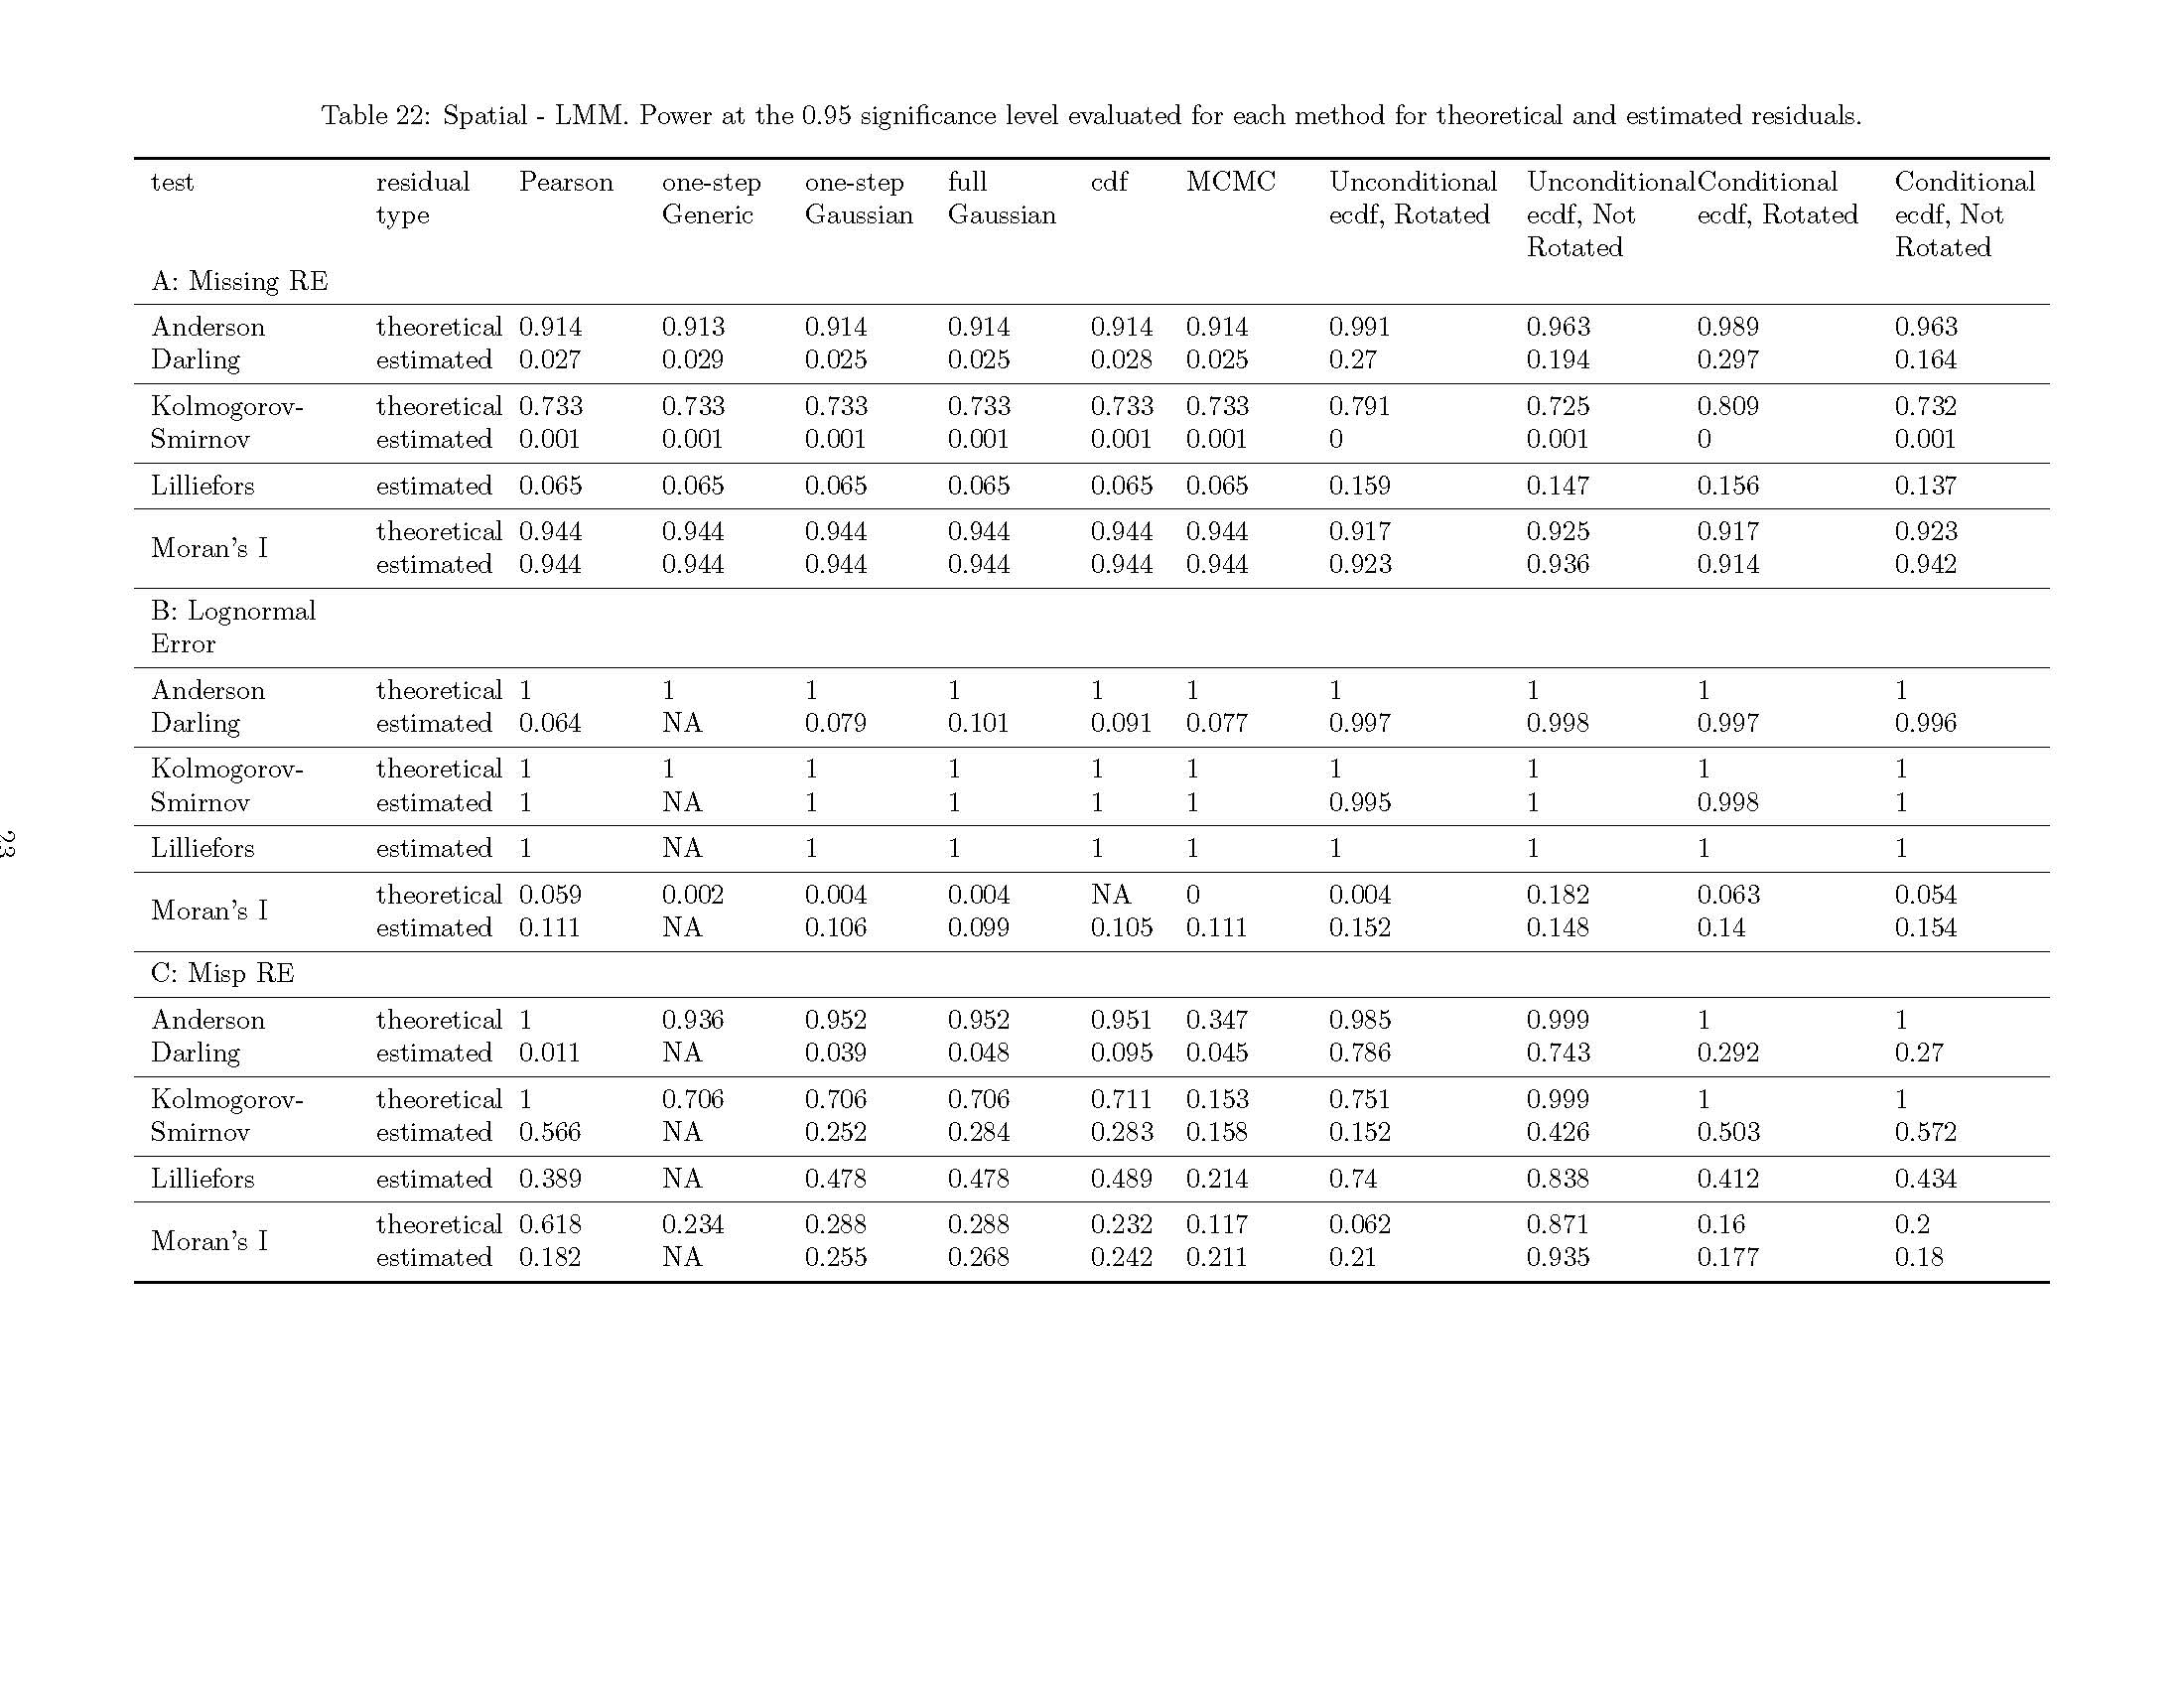 Table 22: Spatial - LMM. Power at the 0.95 significance level evaluated for each method for theoretical and estimated residuals.
test residual Pearson one-step one-step full cdf MCMC Unconditional Unconditional Conditional Conditional
type Generic Gaussian Gaussian ecdf, Rotated ecdf, Not ecdf, Rotated ecdf, Not
Rotated Rotated
A: Missing RE
Anderson theoretical 0.914 0.913 0.914 0.914 0.914 0.914 0.991 0.963 0.989 0.963
Darling estimated 0.027 0.029 0.025 0.025 0.028 0.025 0.27 0.194 0.297 0.164
Kolmogorov- theoretical 0.733 0.733 0.733 0.733 0.733 0.733 0.791 0.725 0.809 0.732
Smirnov estimated 0.001 0.001 0.001 0.001 0.001 0.001 0 0.001 0 0.001
Lilliefors estimated 0.065 0.065 0.065 0.065 0.065 0.065 0.159 0.147 0.156 0.137
Moran's I theoretical 0.944 0.944 0.944 0.944 0.944 0.944 0.917 0.925 0.917 0.923
estimated 0.944 0.944 0.944 0.944 0.944 0.944 0.923 0.936 0.914 0.942
B: Lognormal
Error
Anderson theoretical 1 1 1 1 1 1 1 1 1 1
Darling estimated 0.064 NA 0.079 0.101 0.091 0.077 0.997 0.998 0.997 0.996
Kolmogorov- theoretical 1 1 1 1 1 1 1 1 1 1
Smirnov estimated 1 NA 1 1 1 1 0.995 1 0.998 1
Lilliefors estimated 1 NA 1 1 1 1 1 1 1 1
Moran's I theoretical 0.059 0.002 0.004 0.004 NA 0 0.004 0.182 0.063 0.054
estimated 0.111 NA 0.106 0.099 0.105 0.111 0.152 0.148 0.14 0.154
C: Misp RE
Anderson theoretical 1 0.936 0.952 0.952 0.951 0.347 0.985 0.999 1 1
Darling estimated 0.011 NA 0.039 0.048 0.095 0.045 0.786 0.743 0.292 0.27
Kolmogorov- theoretical 1 0.706 0.706 0.706 0.711 0.153 0.751 0.999 1 1
Smirnov estimated 0.566 NA 0.252 0.284 0.283 0.158 0.152 0.426 0.503 0.572
Lilliefors estimated 0.389 NA 0.478 0.478 0.489 0.214 0.74 0.838 0.412 0.434
Moran's I theoretical 0.618 0.234 0.288 0.288 0.232 0.117 0.062 0.871 0.16 0.2
estimated 0.182 NA 0.255 0.268 0.242 0.211 0.21 0.935 0.177 0.18
23